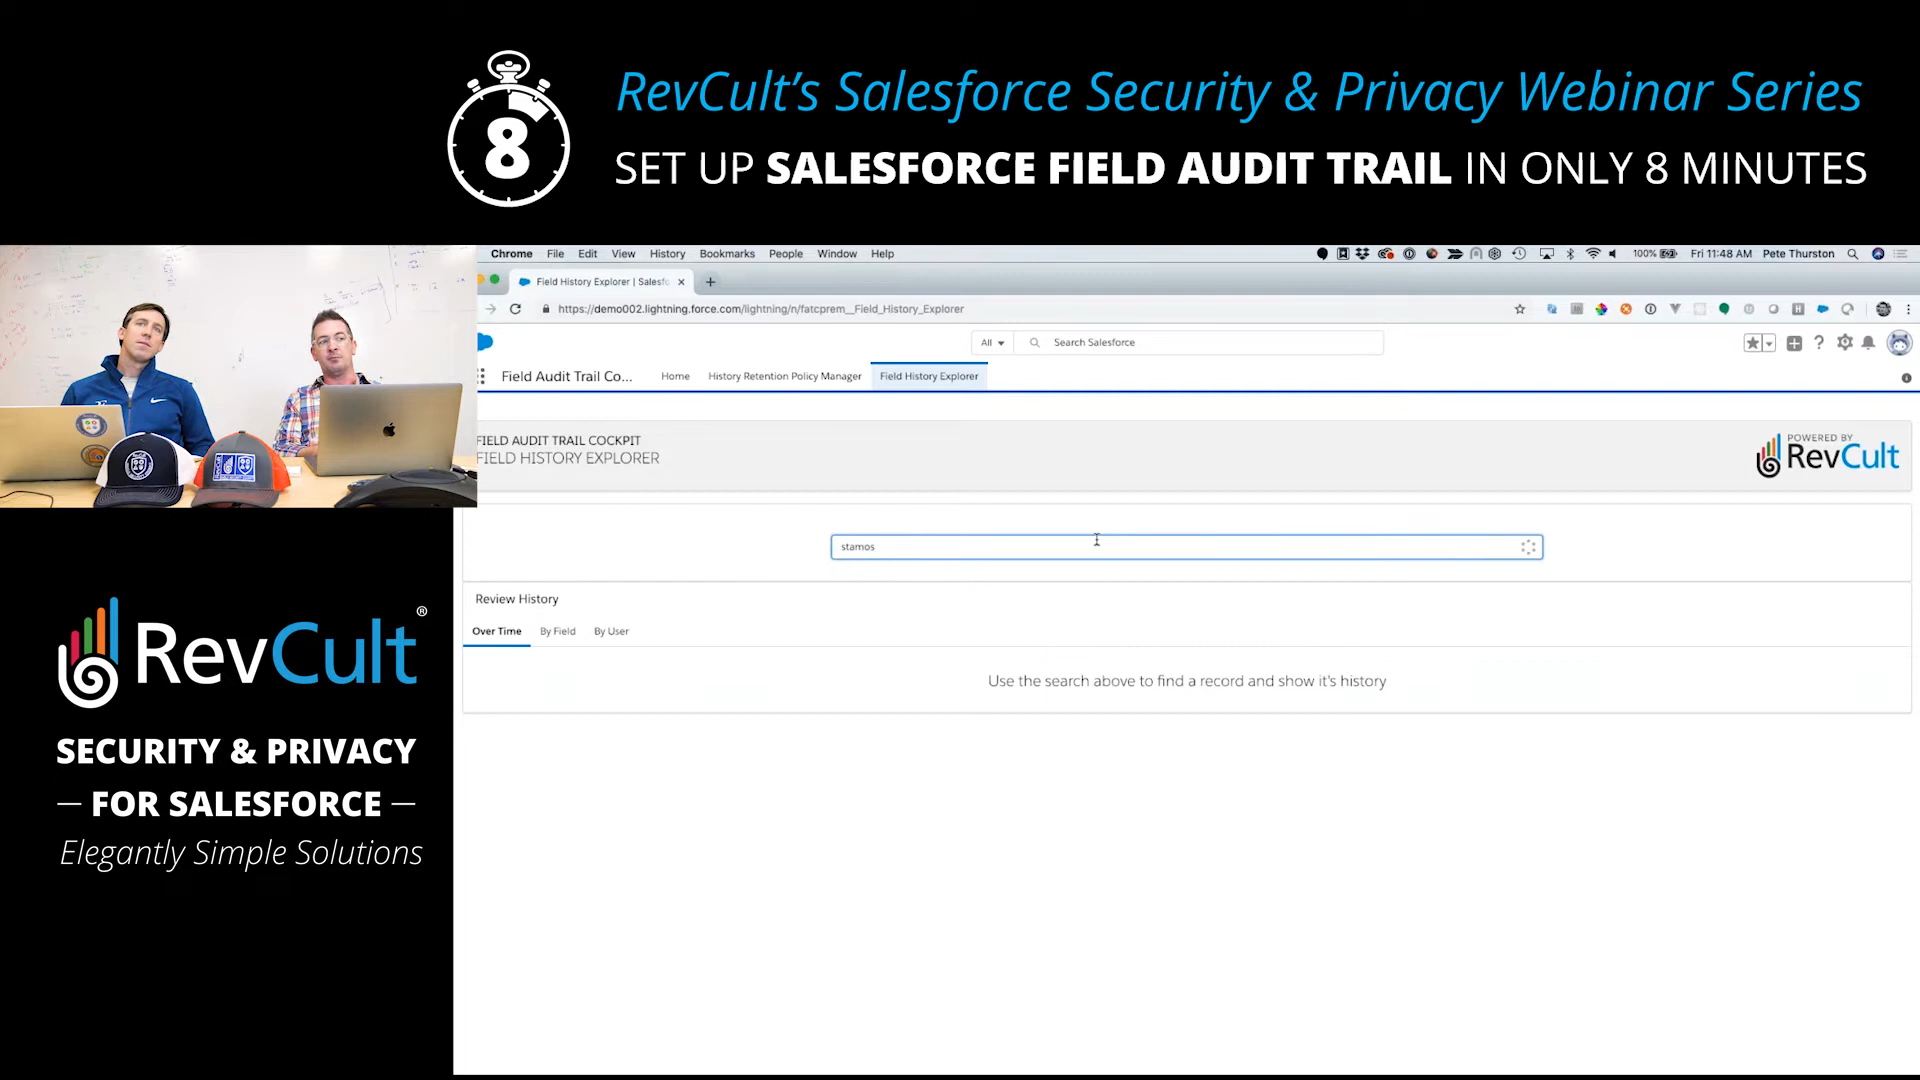 8
RevCult's Salesforce Security & Privacy Webinar Series
SET UP SALESFORCE FIELD AUDIT TRAIL IN ONLY 8 MINUTES
Chrome File Edit View History Bookmarks People Window Help
100% Fri 11:48 AM Pete Thurston
Field History Explorer | Salesfc
https://demo002.lightning.force.com/lightning/n/fatcprem__Field_History_Explorer
All Search Salesforce
Field Audit Trail Co... Home History Retention Policy Manager Field History Explorer
FIELD AUDIT TRAIL COCKPIT
FIELD HISTORY EXPLORER
POWERED BY
RevCult
stamos
Review History
Over Time By Field By User
Use the search above to find a record and show it's history
RevCult®
SECURITY & PRIVACY
— FOR SALESFORCE —
Elegantly Simple Solutions